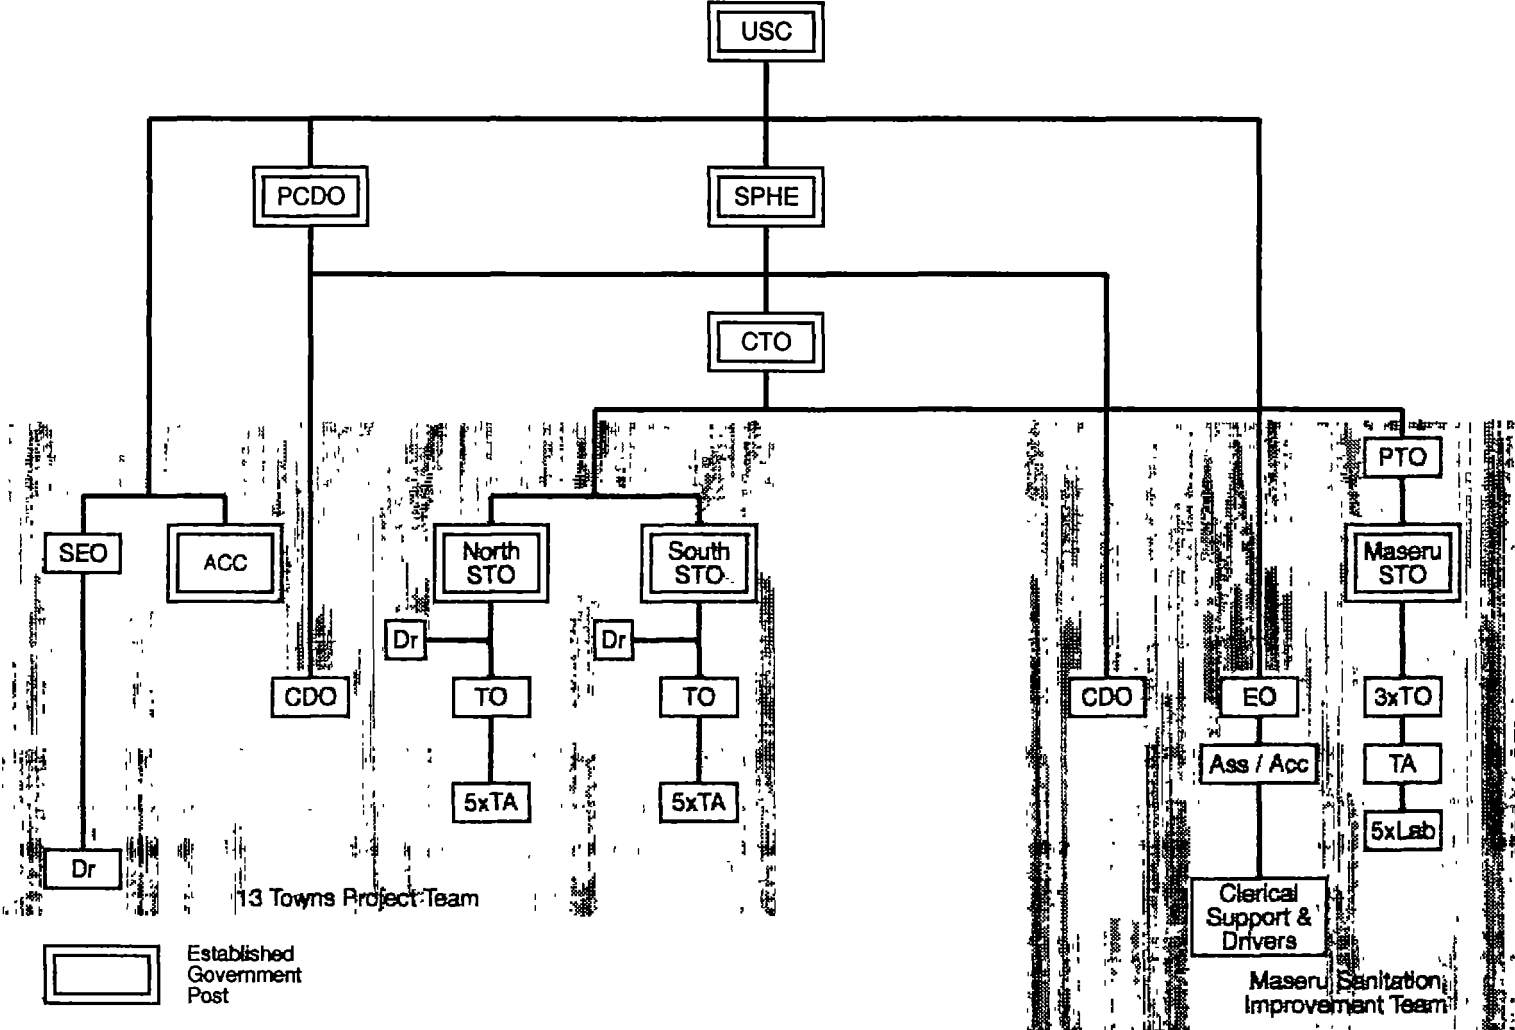 USC
PCDO
SPHE
CTO
PTO
SEO
ACC
North
STO
South
STO
Maseru
STO
Dr
Dr
CDO
TO
TO
CDO
EO
3xTO
Ass / Acc
TA
5xTA
5xTA
5xLab
Dr
13 Towns Project Team
Clerical
Support &
Drivers
Established
Government
Post
Maseru Sanitation
Improvement Team